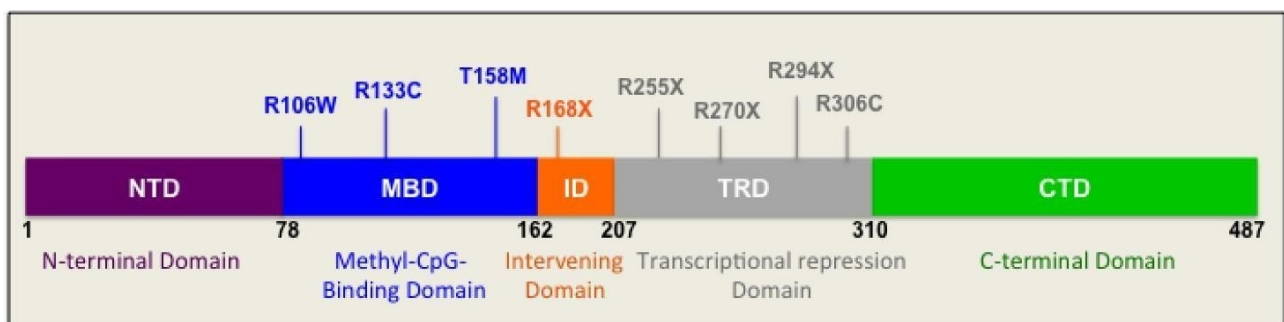 R106W
R133C
T158M
R168X
R255X
R270X
R294X
R306C
NTD
MBD
ID
TRD
CTD
1
78
162
207
310
487
N-terminal Domain
Methyl-CpG-
Binding Domain
Intervening
Domain
Transcriptional repression
Domain
C-terminal Domain